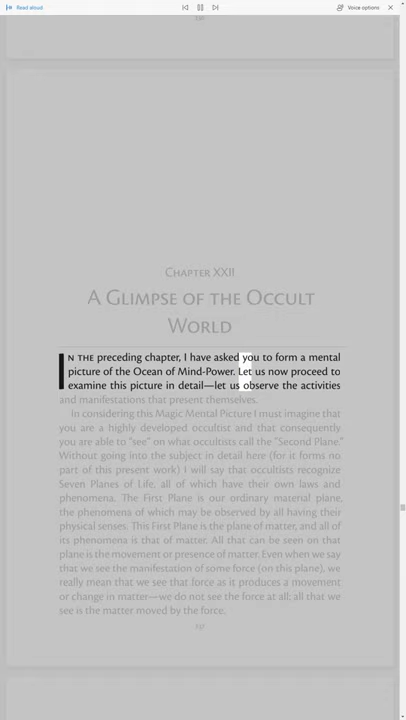 Read aloud
Voice options
Chapter XXII
A Glimpse of the Occult
World
In the preceding chapter, I have asked you to form a mental
picture of the Ocean of Mind-Power. Let us now proceed to
examine this picture in detail—let us observe the activities
and manifestations that present themselves.
In considering this Magic Mental Picture I must imagine that
you are a highly developed occultist and that consequently
you are able to “see” on what occultists call the “Second Plane.”
Without going into the subject in detail here (for it forms no
part of this present work) I will say that occultists recognize
Seven Planes of Life, all of which have their own laws and
phenomena. The First Plane is our ordinary material plane,
the phenomena of which may be observed by all having their
physical senses. This First Plane is the plane of matter, and all of
its phenomena is that of matter. All that can be seen on that
plane is the movement or presence of matter. Even when we say
that we see the manifestation of some force (on this plane), we
really mean that we see that force as it produces a movement
or change in matter—we do not see the force at all; all that we
see is the matter moved by the force.
237